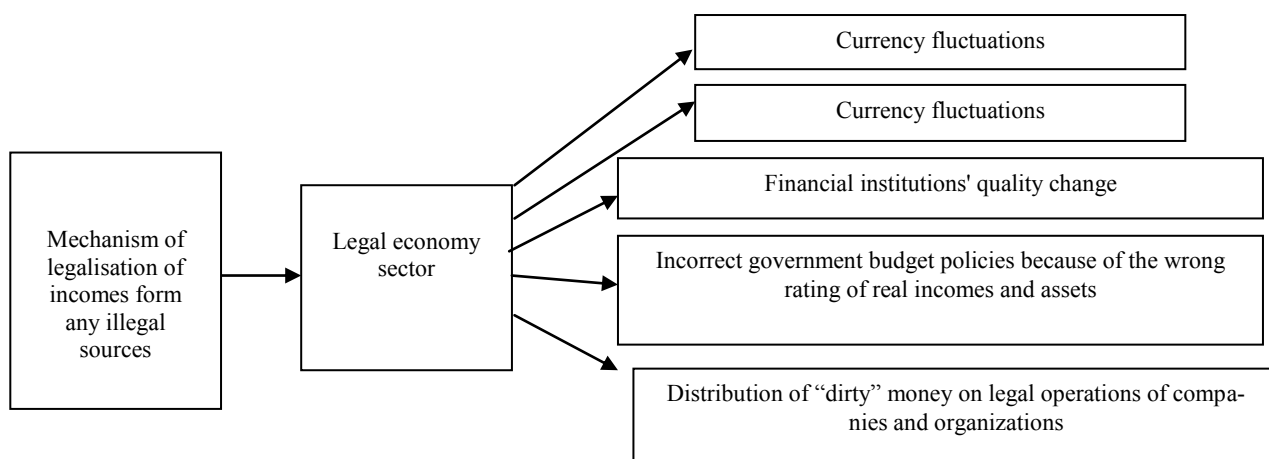 Mechanism of
legalisation of
incomes form
any illegal
sources
Legal economy
sector
Currency fluctuations
Currency fluctuations
Financial institutions' quality change
Incorrect government budget policies because of the wrong
rating of real incomes and assets
Distribution of “dirty” money on legal operations of compa-
nies and organizations